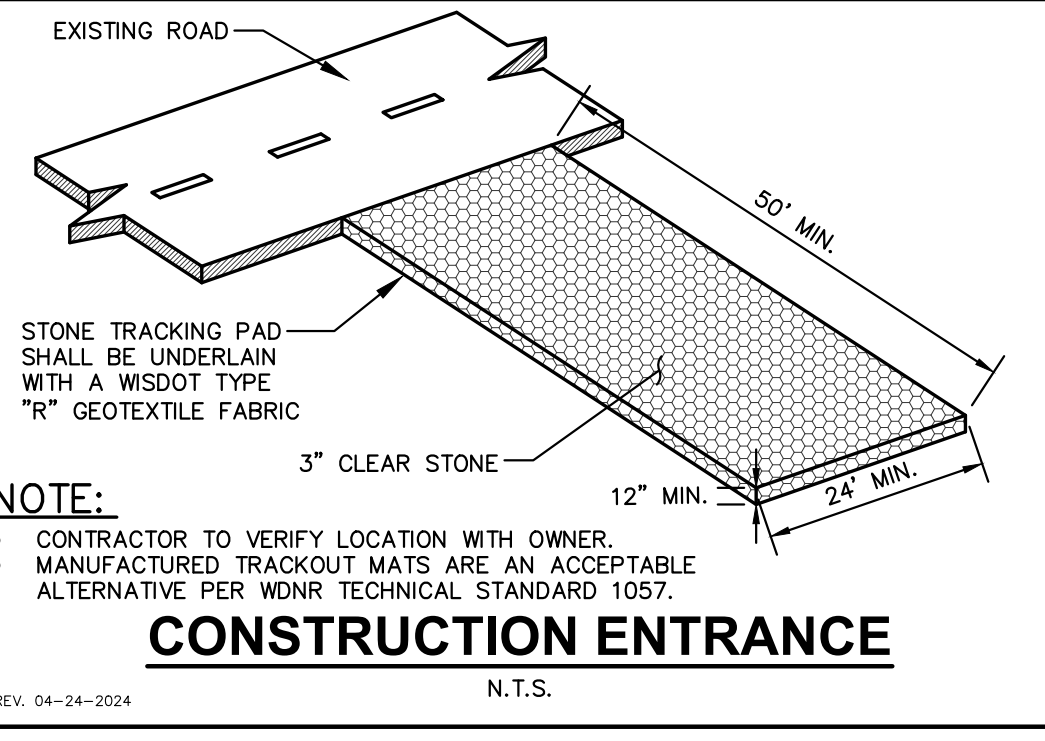 EXISTING ROAD
50' MIN.
STONE TRACKING PAD
SHALL BE UNDERLAIN
WITH A WISDOT TYPE
"R" GEOTEXTILE FABRIC
3" CLEAR STONE
12" MIN.
24' MIN.
NOTE:
CONTRACTOR TO VERIFY LOCATION WITH OWNER.
MANUFACTURED TRACKOUT MATS ARE AN ACCEPTABLE
ALTERNATIVE PER WDNR TECHNICAL STANDARD 1057.
CONSTRUCTION ENTRANCE
N.T.S.
REV. 04-24-2024